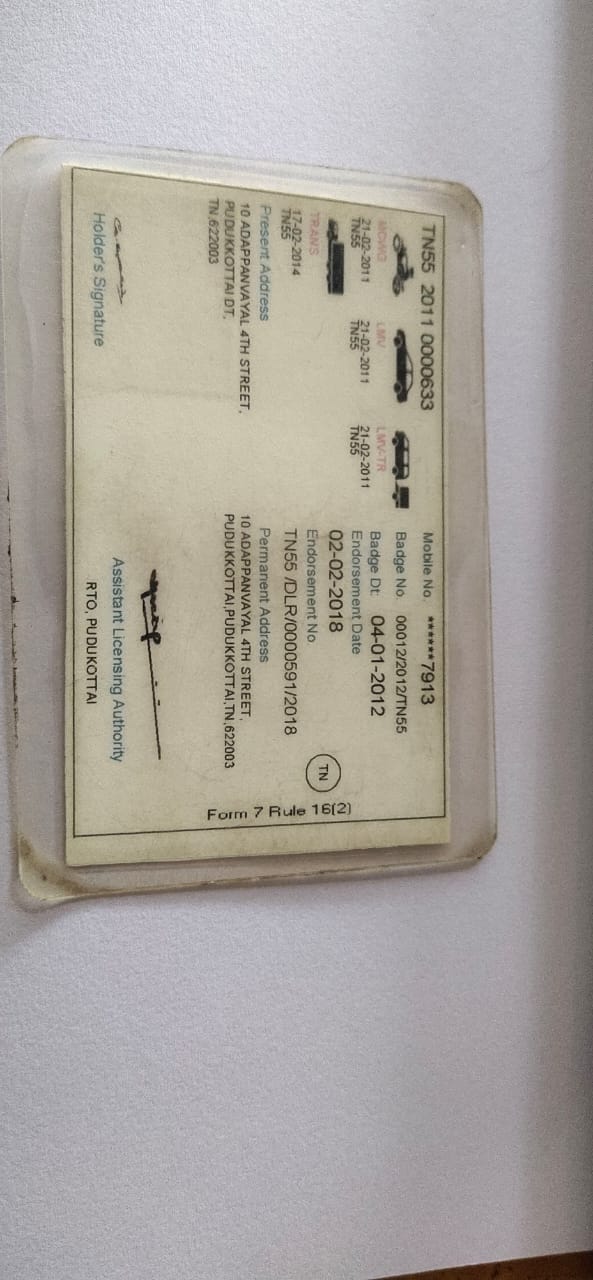 TN55 2011 0000633
MCWG
21-02-2011
TN55
LMV
21-02-2011
TN55
LMV-TR
21-02-2011
TN55
TRANS
17-02-2014
TN55
Present Address
10 ADAPPANVAYAL 4TH STREET,
PUDUKKOTTAI DT,
TN,622003
Holder's Signature
Mobile No. ******7913
Badge No. 00012/2012/TN55
Badge Dt: 04-01-2012
Endorsement Date
02-02-2018
Endorsement No
TN55 /DLR/0000591/2018
Permanent Address
10 ADAPPANVAYAL 4TH STREET,
PUDUKKOTTAI,PUDUKKOTTAI,TN,622003
Assistant Licensing Authority
RTO, PUDUKOTTAI
TN
Form 7 Rule 16(2)